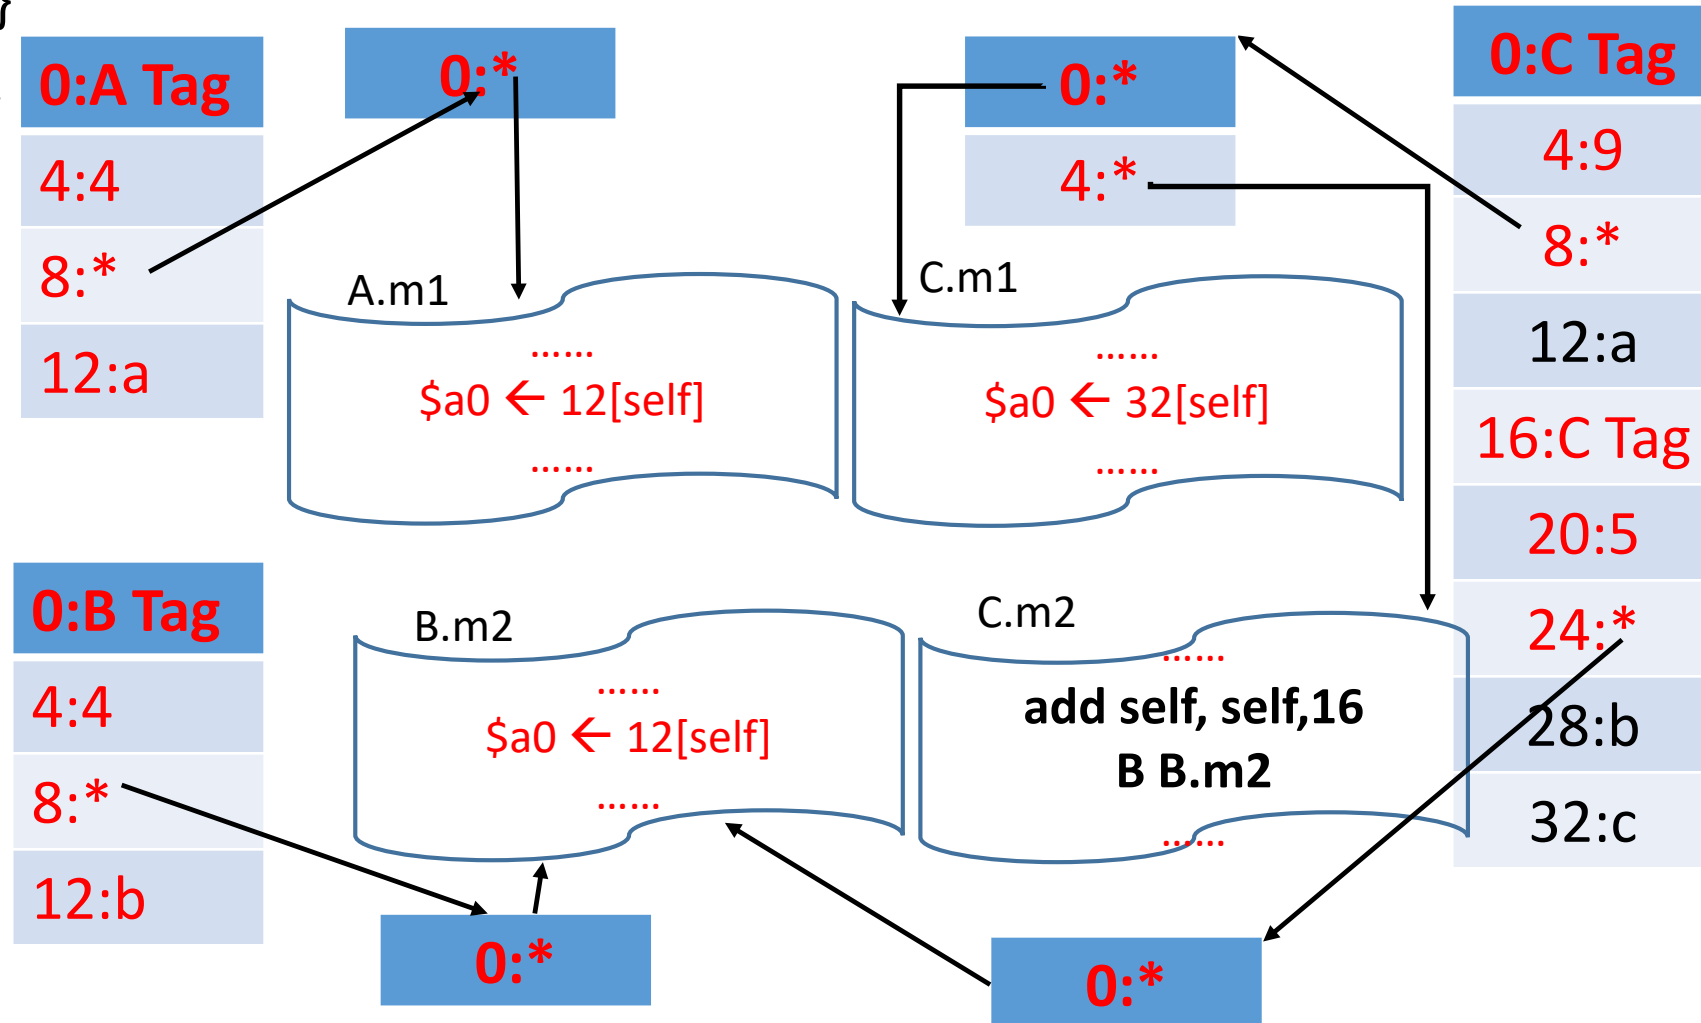 }
0:A Tag
4:4
8:*
12:a
0:*
0:*
4:*
0:C Tag
4:9
8:*
12:a
16:C Tag
20:5
24:*
28:b
32:c
A.m1
......
$a0 ← 12[self]
......
C.m1
......
$a0 ← 32[self]
......
0:B Tag
4:4
8:*
12:b
B.m2
......
$a0 ← 12[self]
......
C.m2
......
add self, self,16
B B.m2
......
0:*
0:*